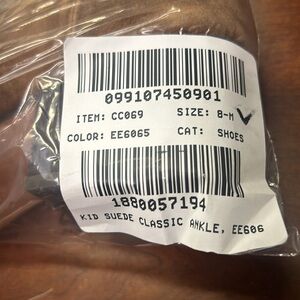 099107450901
ITEM: CC069 SIZE: 8-M
COLOR: EE6065 CAT: SHOES
1880057194
KID SUEDE CLASSIC ANKLE, EE606